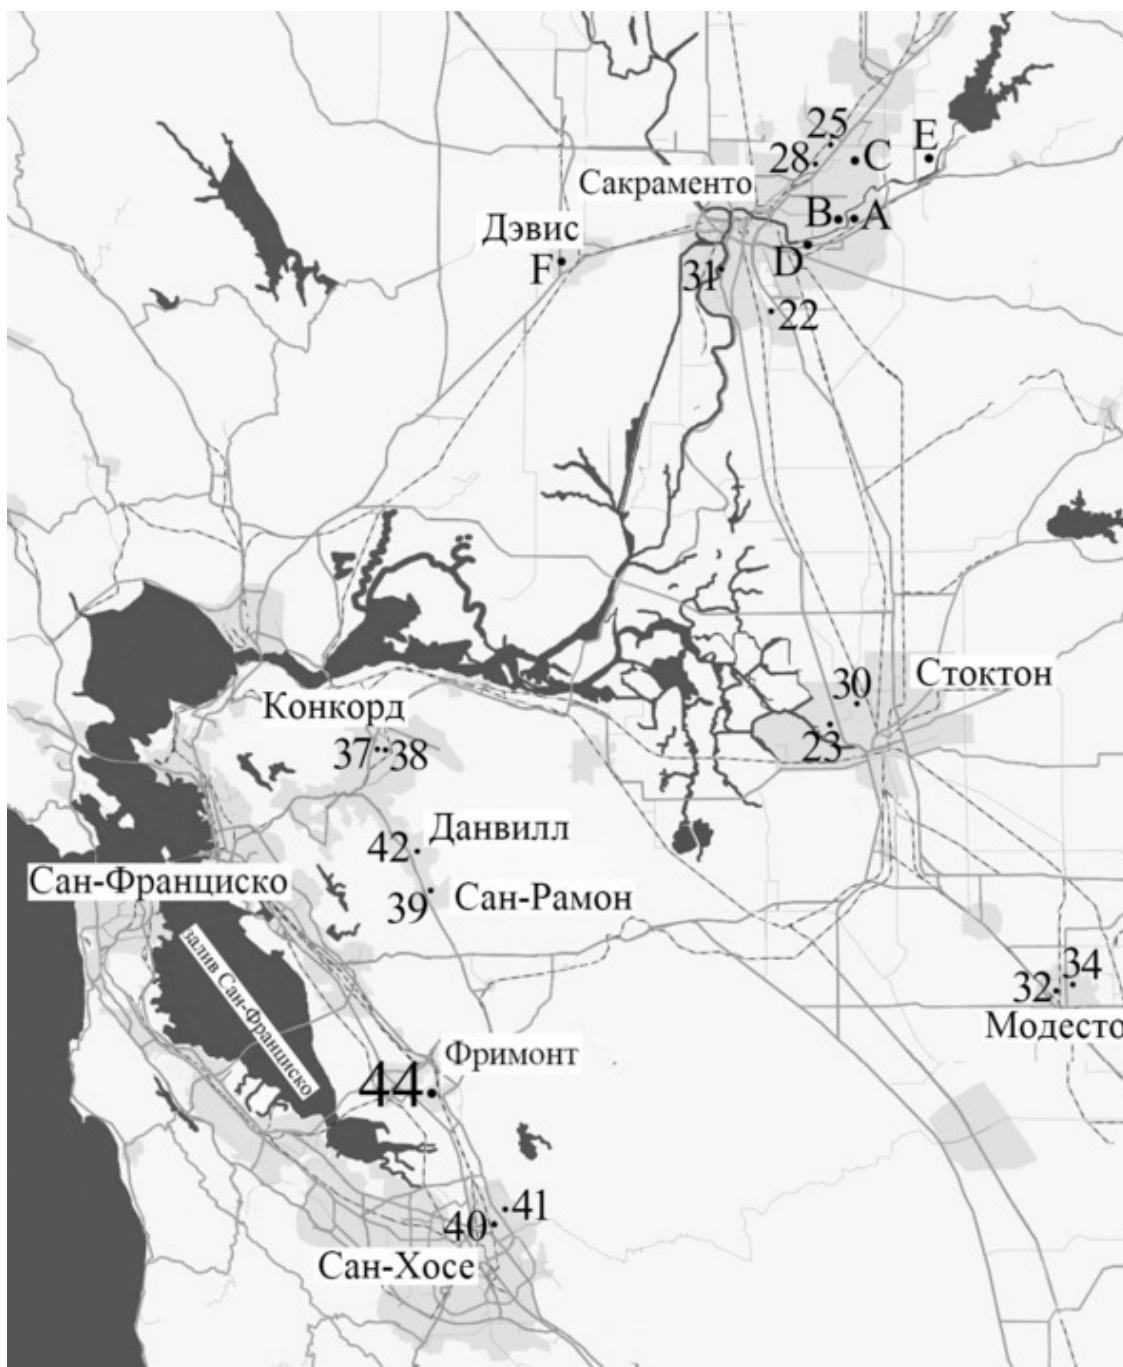 25
E
28
C
Сакраменто
B
A
Дэвис
D
F
31
22
30
Стоктон
Конкорд
23
37
38
Данвилл
42
Сан-Франциско
Сан-Рамон
39
залив Сан-Франциско
34
32
Модесто
Фримонт
44
41
40
Сан-Хосе